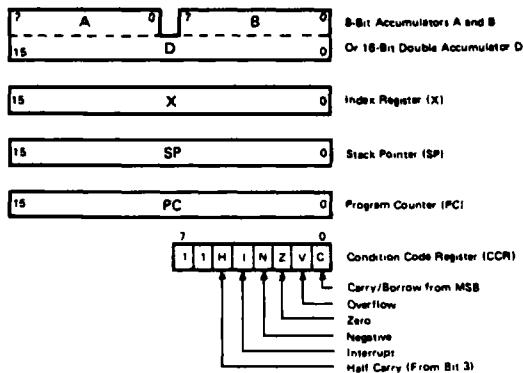 7 A 0 7 B 0 8-Bit Accumulators A and B
15 D 0 Or 16-Bit Double Accumulator D
15 X 0 Index Register (X)
15 SP 0 Stack Pointer (SP)
15 PC 0 Program Counter (PC)
7 0
1 1 H I N Z V C Condition Code Register (CCR)
Carry/Borrow from MSB
Overflow
Zero
Negative
Interrupt
Half Carry (From Bit 3)